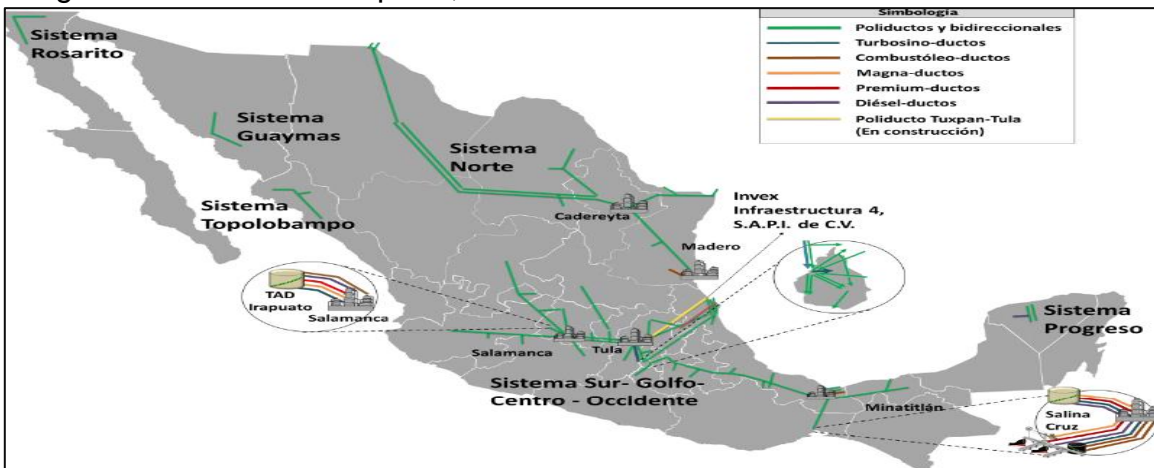 Simbología
Poliductos y bidireccionales
Turbosino-ductos
Combustóleo-ductos
Magna-ductos
Premium-ductos
Diésel-ductos
Poliducto Tuxpan-Tula
(En construcción)
Sistema
Rosarito
Sistema
Guaymas
Sistema
Norte
Sistema
Topolobampo
Cadereyta
Invex
Infraestructura 4,
S.A.P.I. de C.V.
Madero
TAD
Irapuato
Salamanca
Salamanca
Tula
Sistema Sur- Golfo-
Centro - Occidente
Sistema
Progreso
Minatitlán
Salina
Cruz